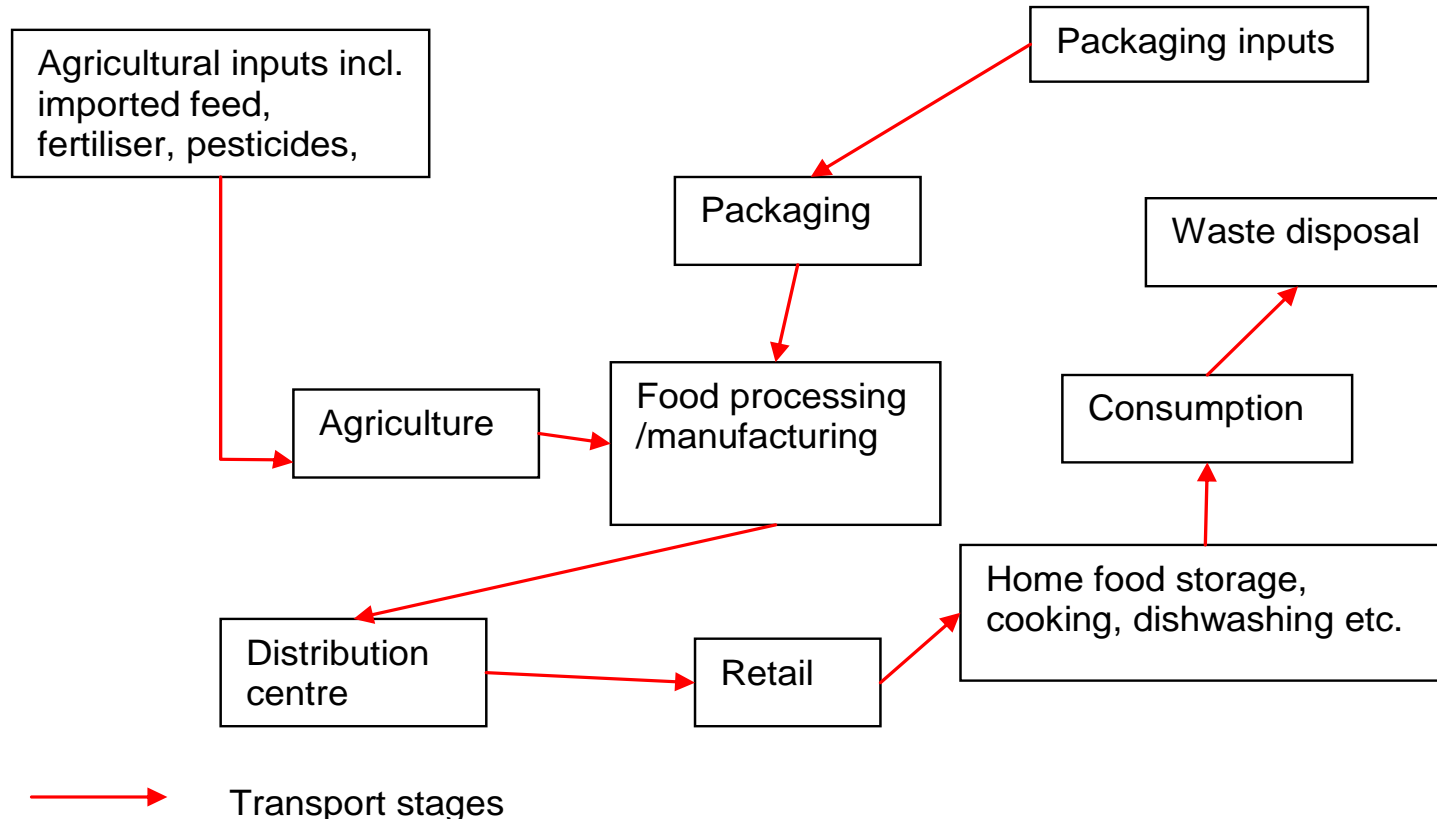 Agricultural inputs incl.
imported feed,
fertiliser, pesticides,
Packaging inputs
Packaging
Waste disposal
Agriculture
Food processing
/manufacturing
Consumption
Distribution
centre
Retail
Home food storage,
cooking, dishwashing etc.
Transport stages